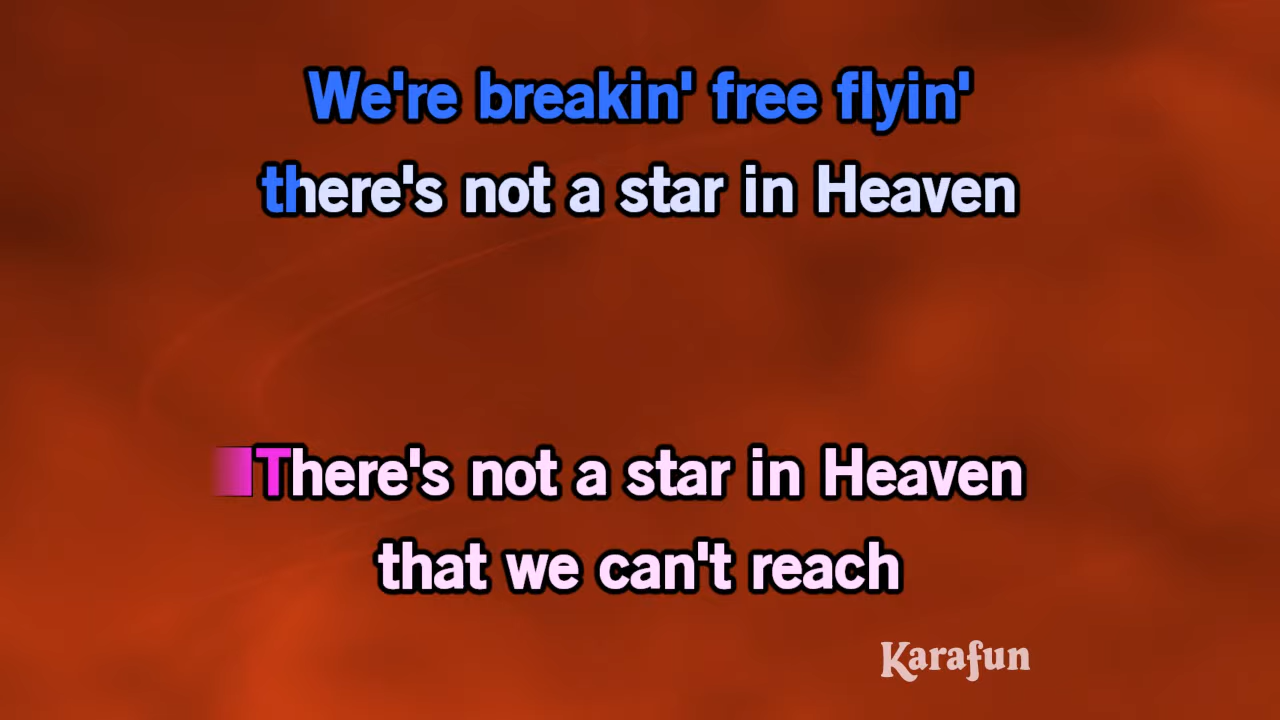 We're breakin' free flyin'
there's not a star in Heaven
There's not a star in Heaven
that we can't reach
Karafun